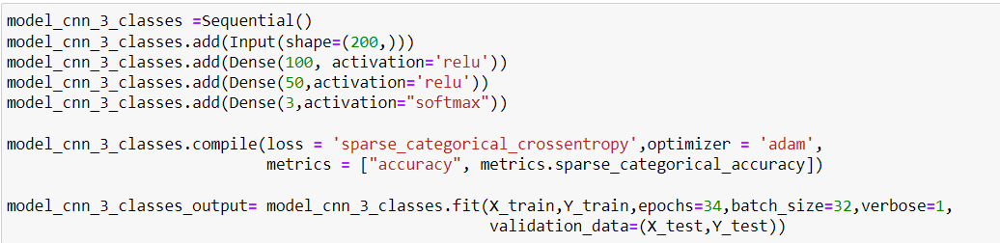 model_cnn_3_classes =Sequential()
model_cnn_3_classes.add(Input(shape=(200,)))
model_cnn_3_classes.add(Dense(100, activation='relu'))
model_cnn_3_classes.add(Dense(50,activation='relu'))
model_cnn_3_classes.add(Dense(3,activation="softmax"))

model_cnn_3_classes.compile(loss = 'sparse_categorical_crossentropy',optimizer = 'adam',
                            metrics = ["accuracy", metrics.sparse_categorical_accuracy])

model_cnn_3_classes_output= model_cnn_3_classes.fit(X_train,Y_train,epochs=34,batch_size=32,verbose=1,
                                                    validation_data=(X_test,Y_test))